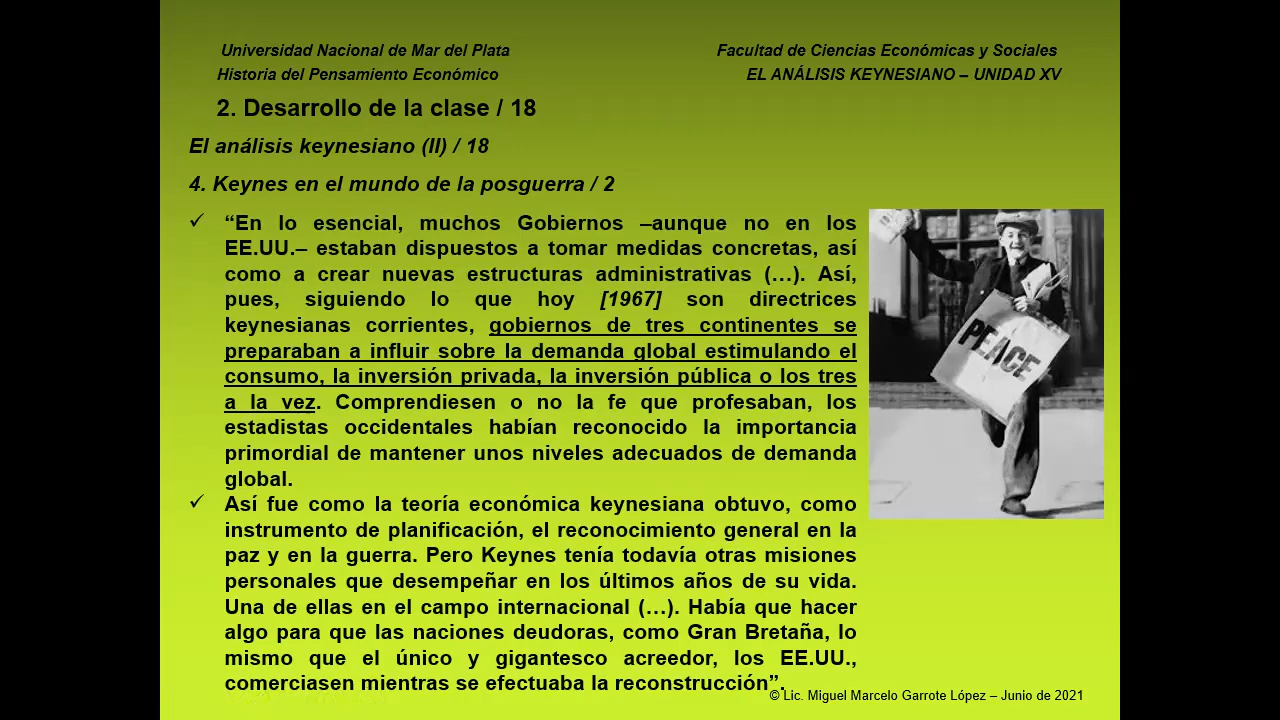 Universidad Nacional de Mar del Plata
Facultad de Ciencias Económicas y Sociales
Historia del Pensamiento Económico
EL ANÁLISIS KEYNESIANO – UNIDAD XV
2. Desarrollo de la clase / 18
El análisis keynesiano (II) / 18
4. Keynes en el mundo de la posguerra / 2
✓ “En lo esencial, muchos Gobiernos –aunque no en los
EE.UU.– estaban dispuestos a tomar medidas concretas, así
como a crear nuevas estructuras administrativas (…). Así,
pues, siguiendo lo que hoy [1967] son directrices
keynesianas corrientes, gobiernos de tres continentes se
preparaban a influir sobre la demanda global estimulando el
consumo, la inversión privada, la inversión pública o los tres
a la vez. Comprendiesen o no la fe que profesaban, los
estadistas occidentales habían reconocido la importancia
primordial de mantener unos niveles adecuados de demanda
global.
✓ Así fue como la teoría económica keynesiana obtuvo, como
instrumento de planificación, el reconocimiento general en la
paz y en la guerra. Pero Keynes tenía todavía otras misiones
personales que desempeñar en los últimos años de su vida.
Una de ellas en el campo internacional (…). Había que hacer
algo para que las naciones deudoras, como Gran Bretaña, lo
mismo que el único y gigantesco acreedor, los EE.UU.,
comerciasen mientras se efectuaba la reconstrucción”.
PEACE
© Lic. Miguel Marcelo Garrote López – Junio de 2021